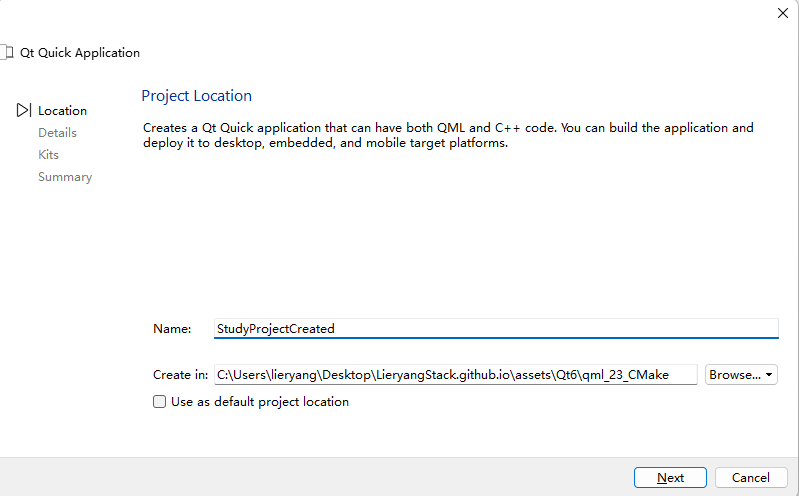 Qt Quick Application
Location
Details
Kits
Summary
Project Location
Creates a Qt Quick application that can have both QML and C++ code. You can build the application and
deploy it to desktop, embedded, and mobile target platforms.
Name:
StudyProjectCreated
Create in:
C:\Users\lieryang\Desktop\LieryangStack.github.io\assets\Qt6\qml_23_CMake
Browse...
Use as default project location
Next
Cancel